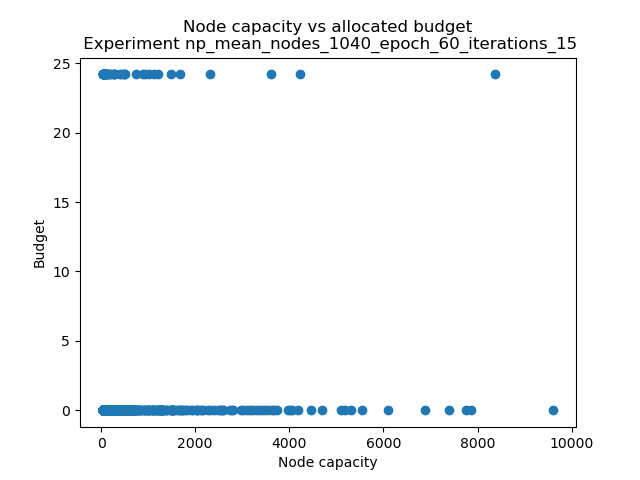 Node capacity vs allocated budget
Experiment np_mean_nodes_1040_epoch_60_iterations_15
25
20
15
10
5
0
Budget
0 2000 4000 6000 8000 10000
Node capacity